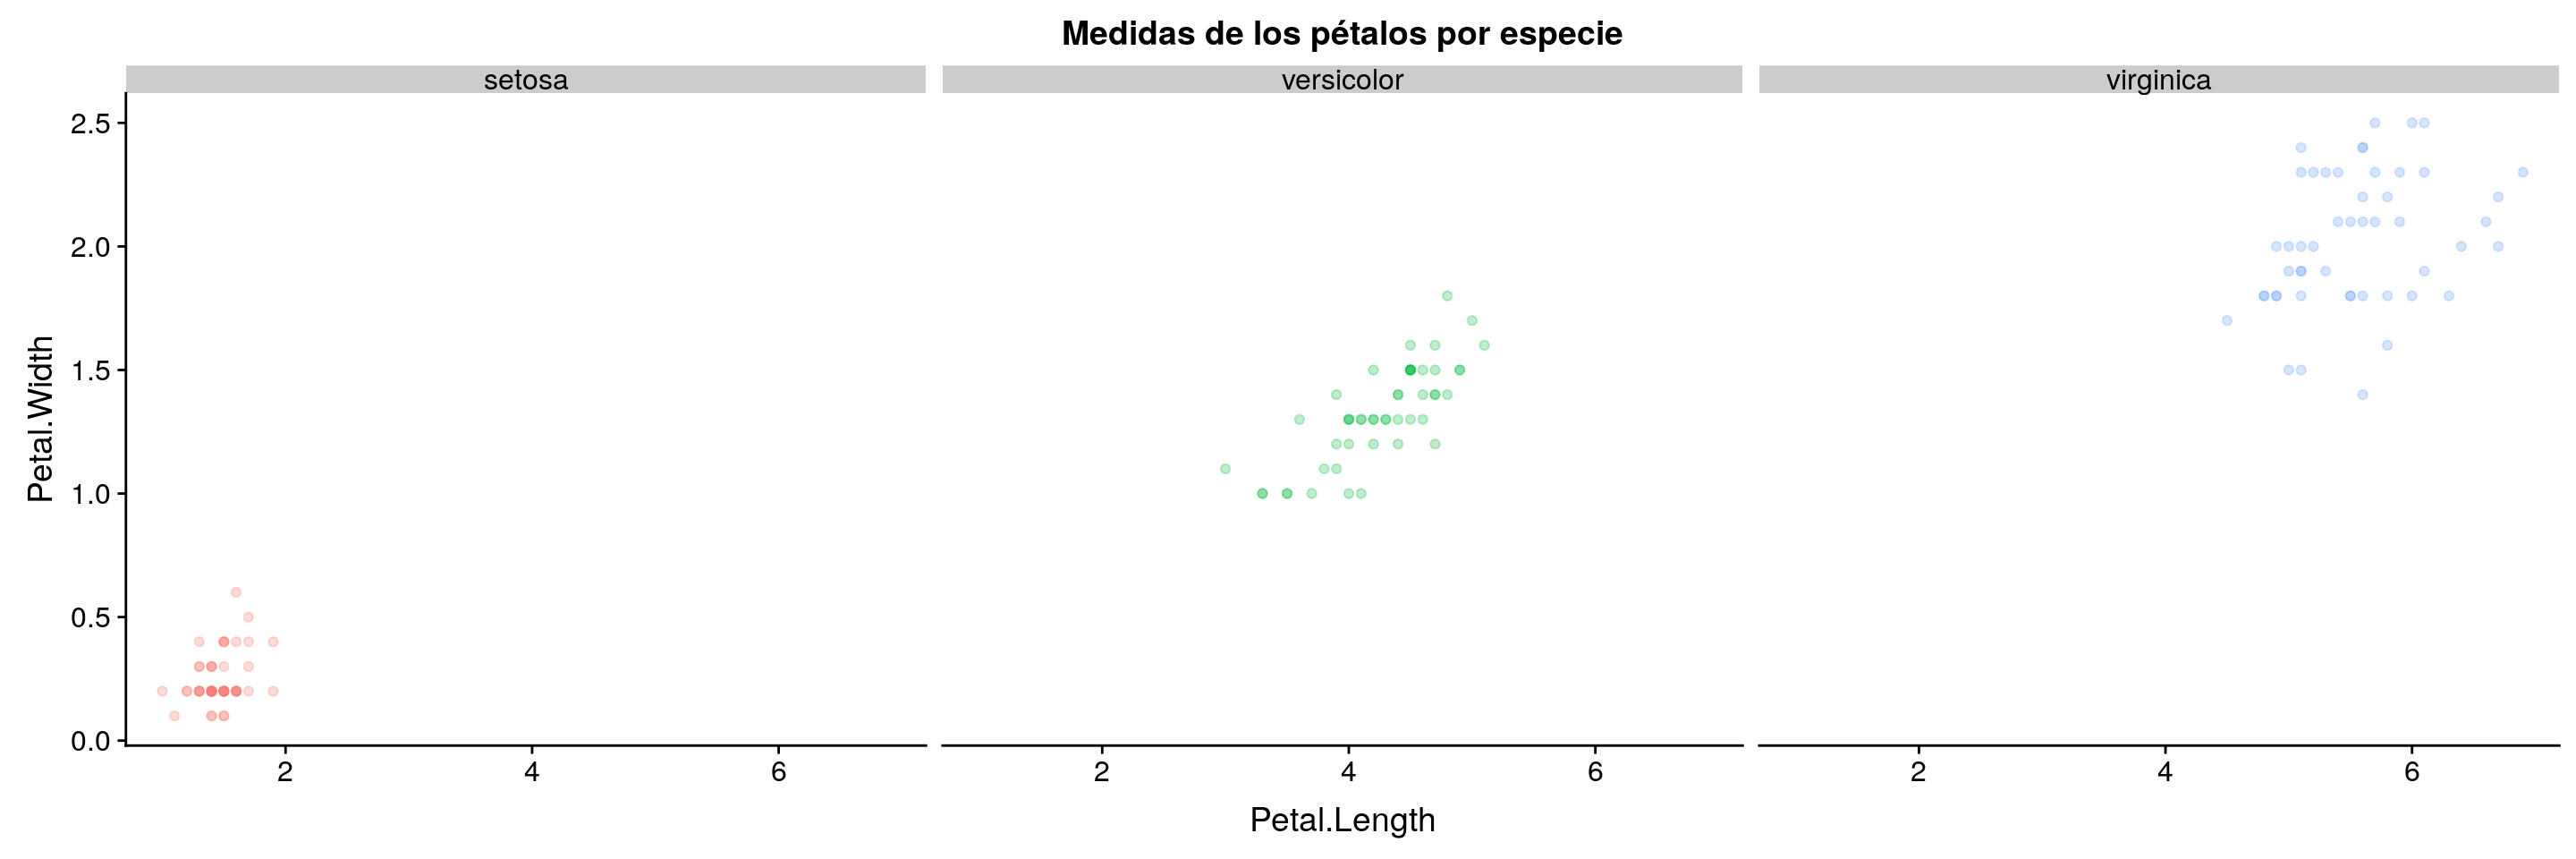 Medidas de los pétalos por especie
setosa
versicolor
virginica
2.5
2.0
1.5
1.0
0.5
0.0
Petal.Width
2 4 6
2 4 6
2 4 6
Petal.Length